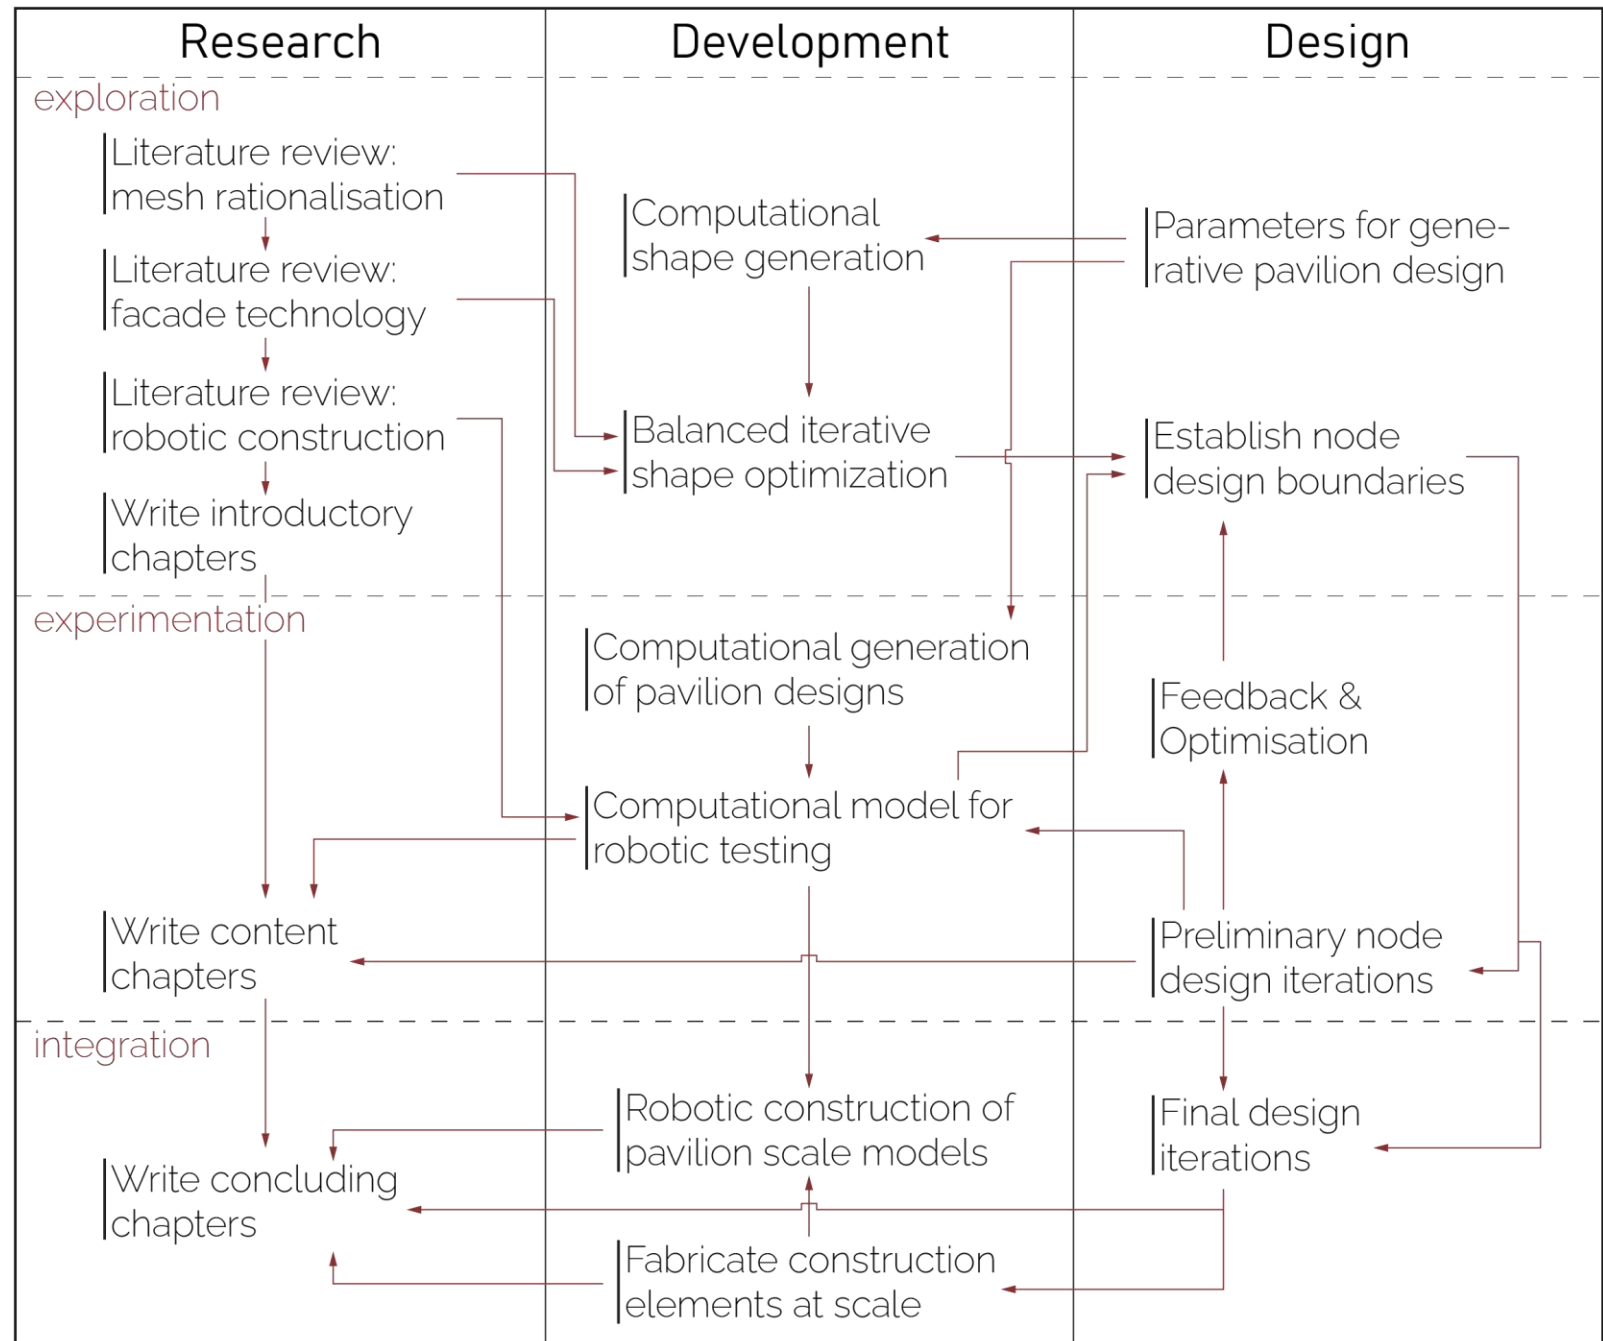 Research
Development
Design
exploration
Literature review:
mesh rationalisation
Literature review:
facade technology
Literature review:
robotic construction
Write introductory
chapters
Computational
shape generation
Balanced iterative
shape optimization
Parameters for gene-
rative pavilion design
Establish node
design boundaries
experimentation
Write content
chapters
Computational generation
of pavilion designs
Computational model for
robotic testing
Feedback &
Optimisation
Preliminary node
design iterations
integration
Write concluding
chapters
Robotic construction of
pavilion scale models
Fabricate construction
elements at scale
Final design
iterations